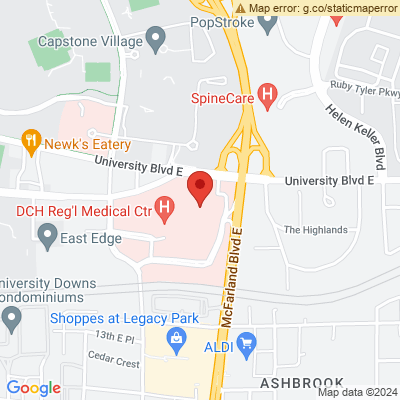 Map error: g.co/staticmaperror
PopStroke
Capstone Village
Ruby Tyler Pkwy
SpineCare
H
Helen Keller Blvd
Newk's Eatery
University Blvd E
University Blvd E
DCH Reg'l Medical Ctr
H
The Highlands
East Edge
McFarland Blvd E
University Downs
Condominiums
Shoppes at Legacy Park
13th E Pl
ALDI
Cedar Crest
Google
ASHBROOK
Map data ©2024